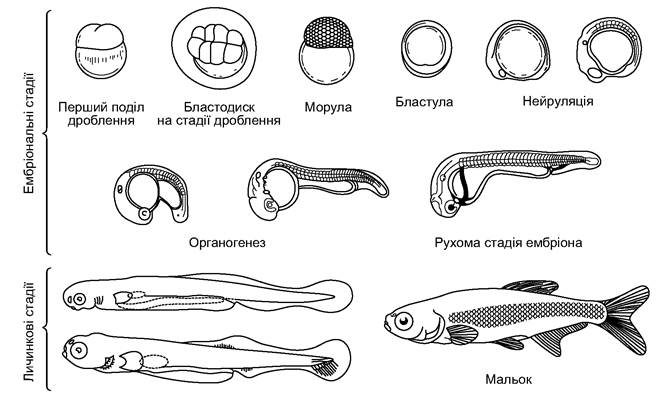 Ембріональні стадії
Перший поділ
дроблення
Бластодиск
на стадії дроблення
Морула
Бластула
Нейруляція
Органогенез
Рухома стадія ембріона
Личинкові стадії
Мальок